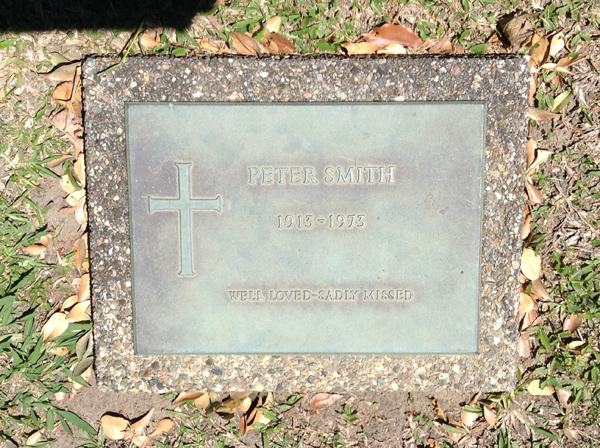 PETER SMITH
1913-1973
WELL LOVED-SADLY MISSED